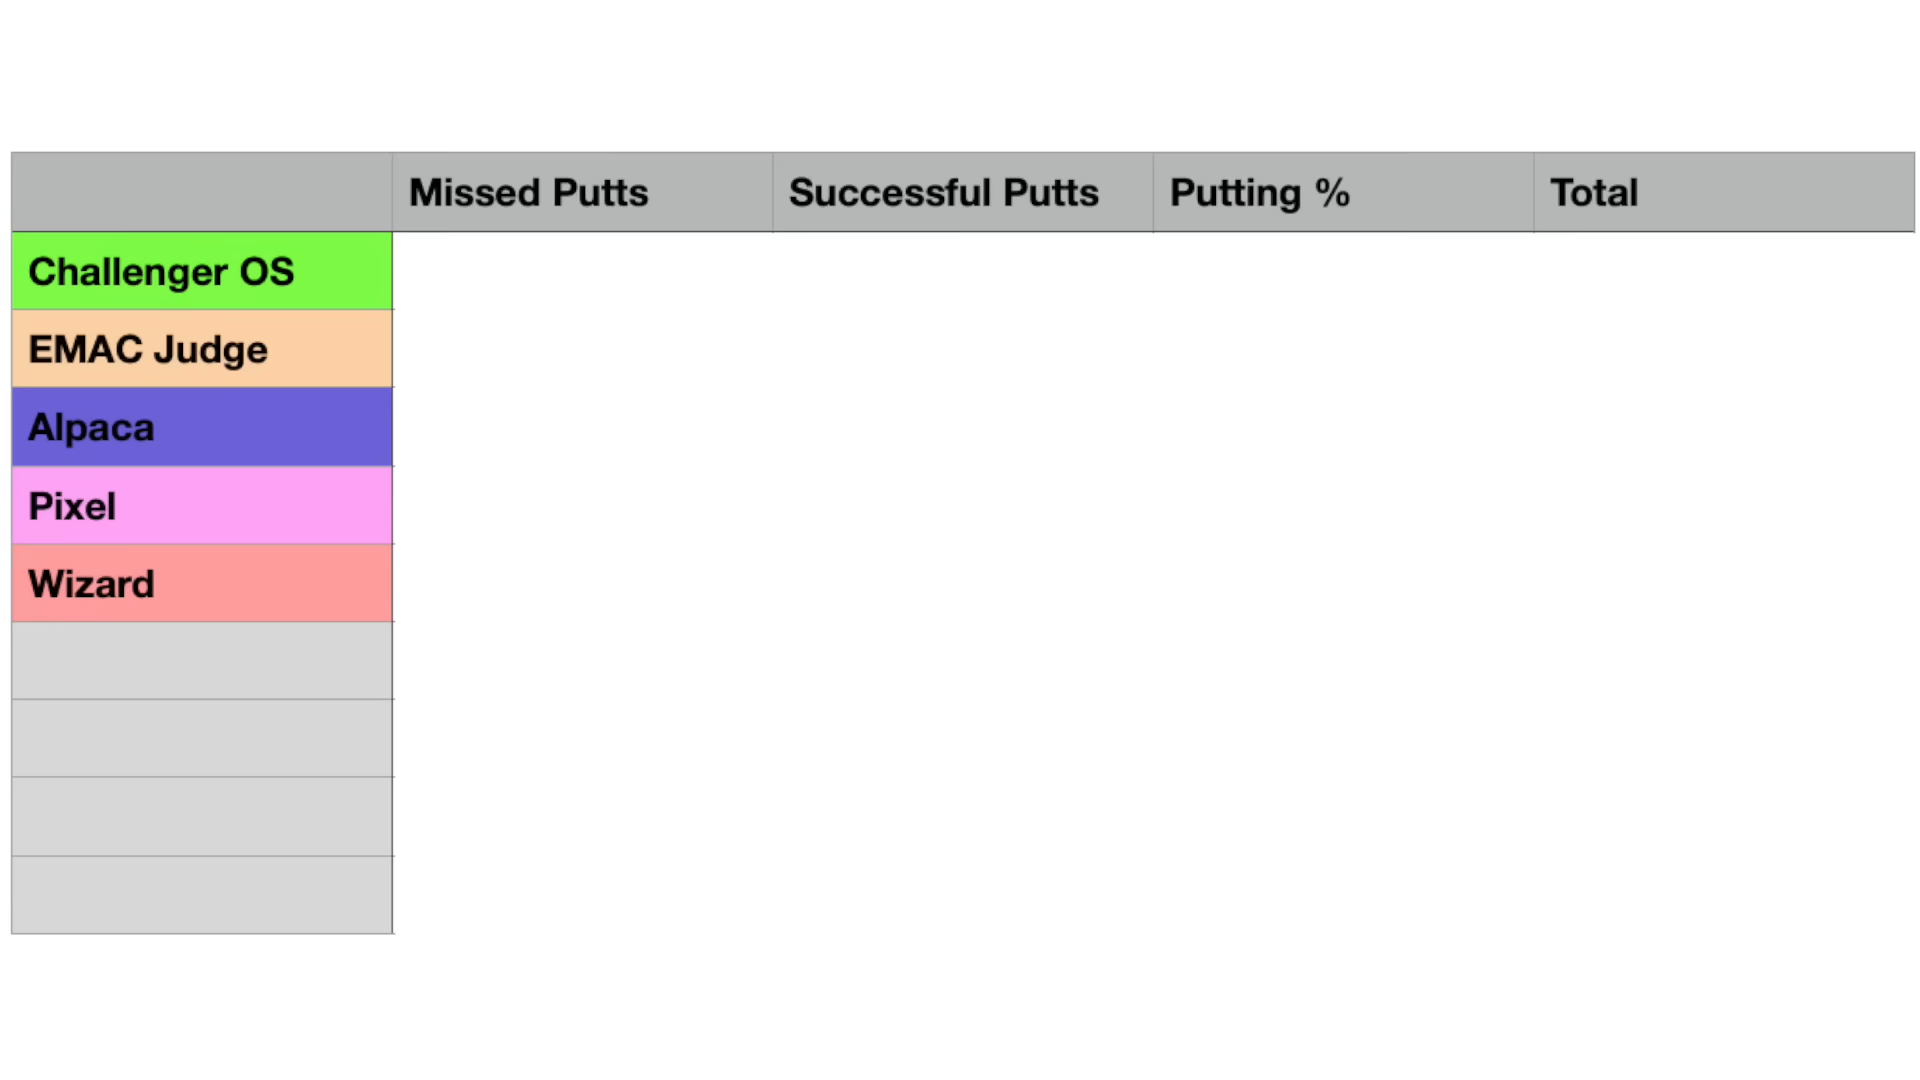 Missed Putts Successful Putts Putting % Total
Challenger OS
EMAC Judge
Alpaca
Pixel
Wizard